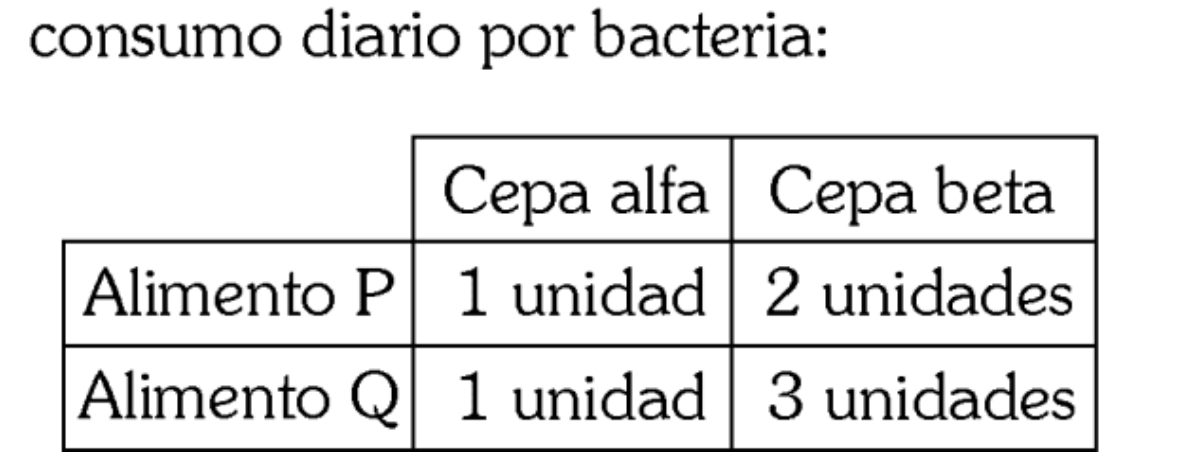 consumo diario por bacteria:
Cepa alfa Cepa beta
Alimento P 1 unidad 2 unidades
Alimento Q 1 unidad 3 unidades